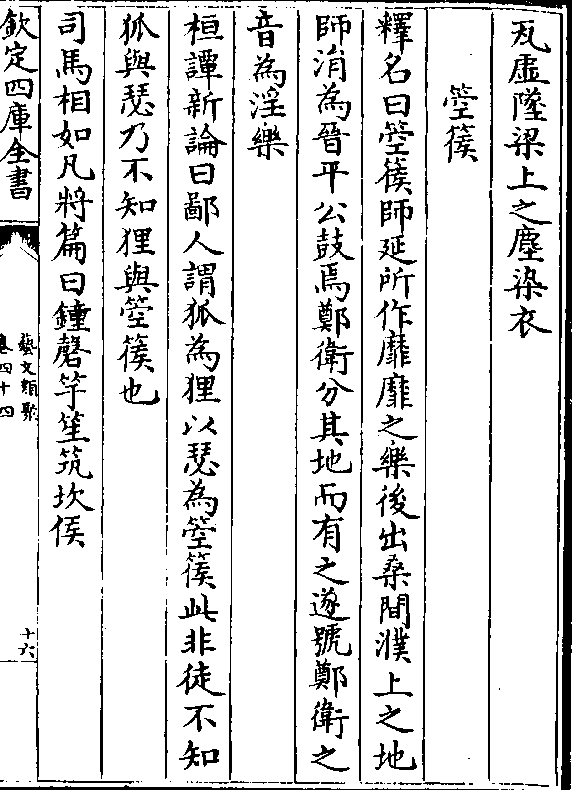 瓦虛墜梁上之塵染衣
箜篌
釋名曰箜篌師延所作靡靡之樂後出桑間濮上之地
師涓為晉平公鼓焉鄭衛分其地而有之遂號鄭衛之
音為淫樂
桓譚新論曰鄙人謂狐為狸以瑟為箜篌此非徒不知
狐與瑟乃不知狸與箜篌也
司馬相如凡將篇曰鐘磬竽笙筑坎侯
欽定四庫全書
藝文類聚
卷四十四
十六